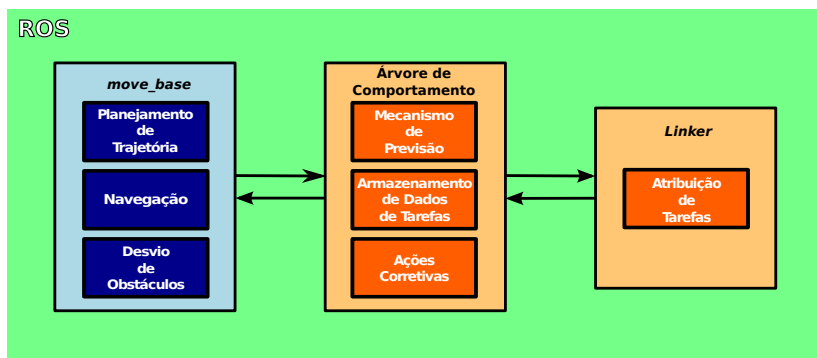 ROS
move_base
Planejamento
de
Trajetória
Navegação
Desvio
de
Obstáculos
Árvore de
Comportamento
Mecanismo
de
Previsão
Armazenamento
de Dados
de Tarefas
Ações
Corretivas
Linker
Atribuição
de
Tarefas